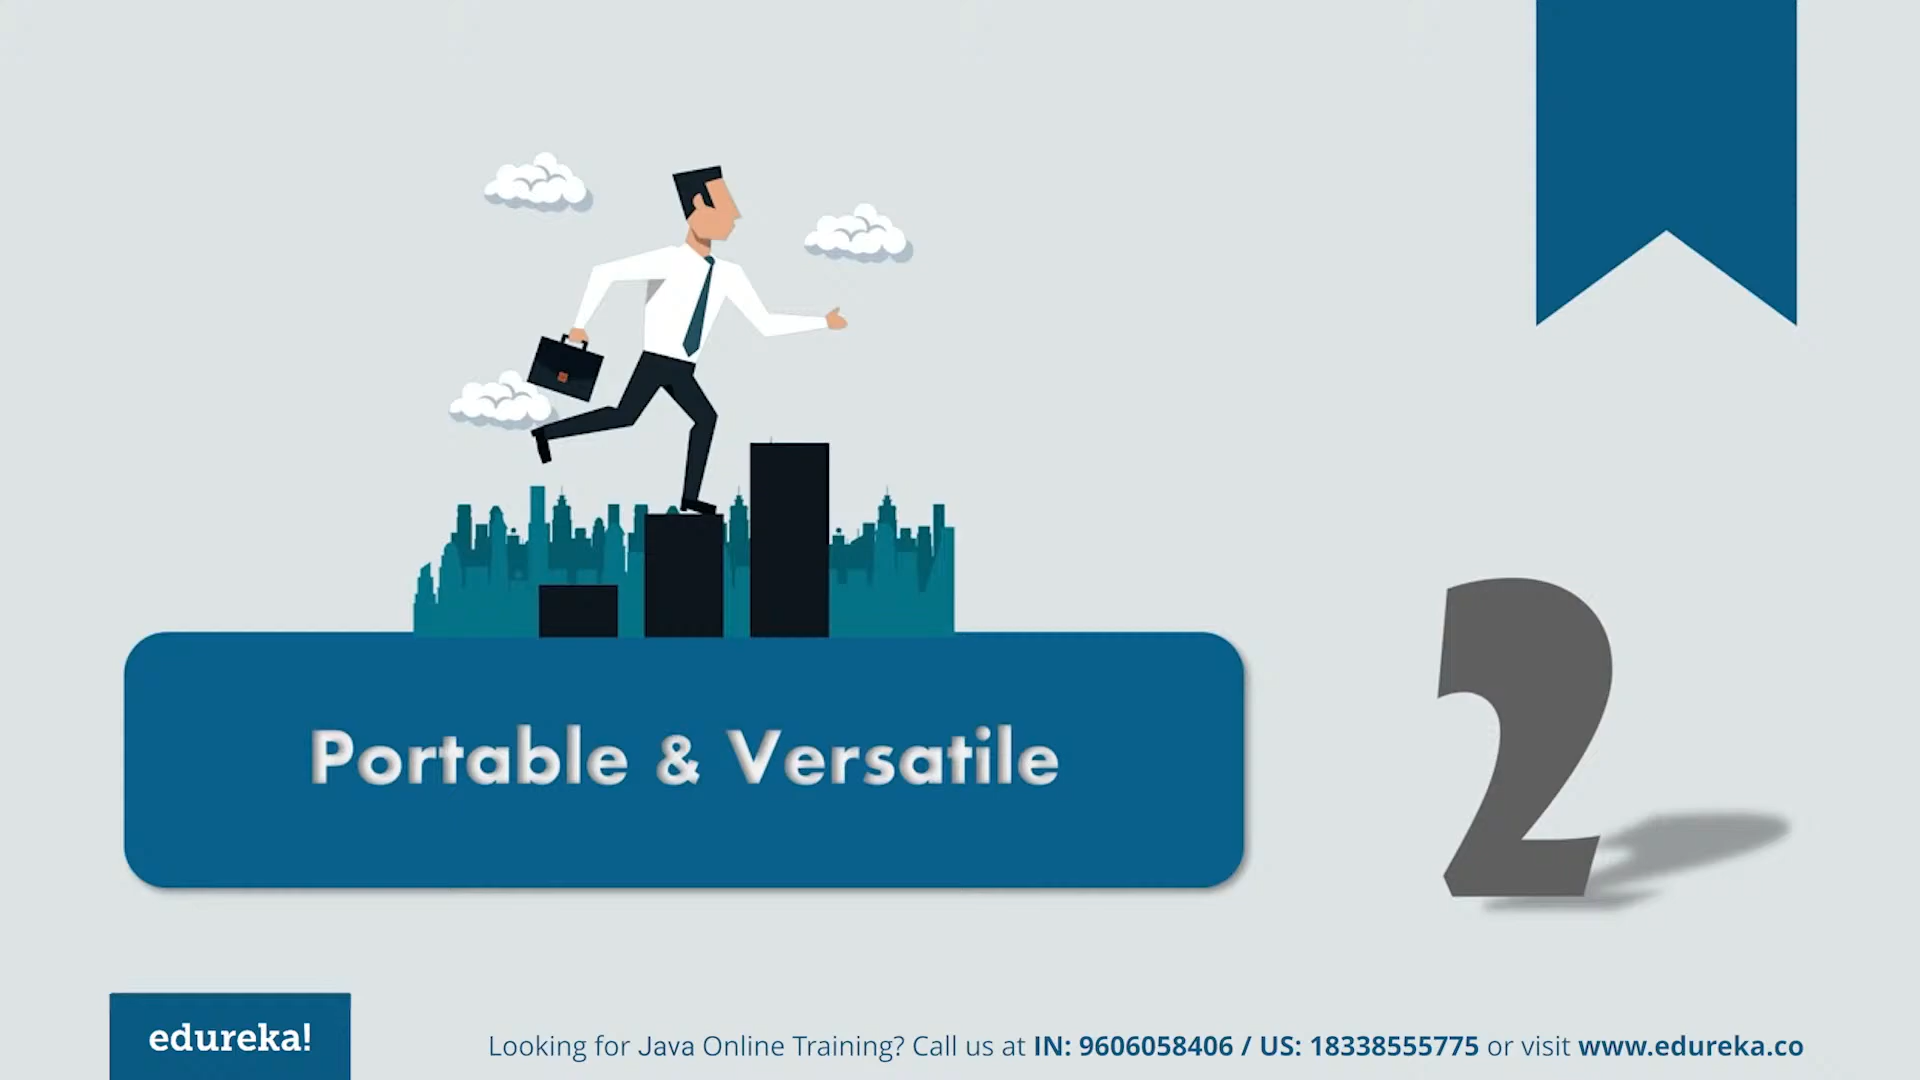 Portable & Versatile
2
edureka!
Looking for Java Online Training? Call us at IN: 9606058406 / US: 18338555775 or visit www.edureka.co